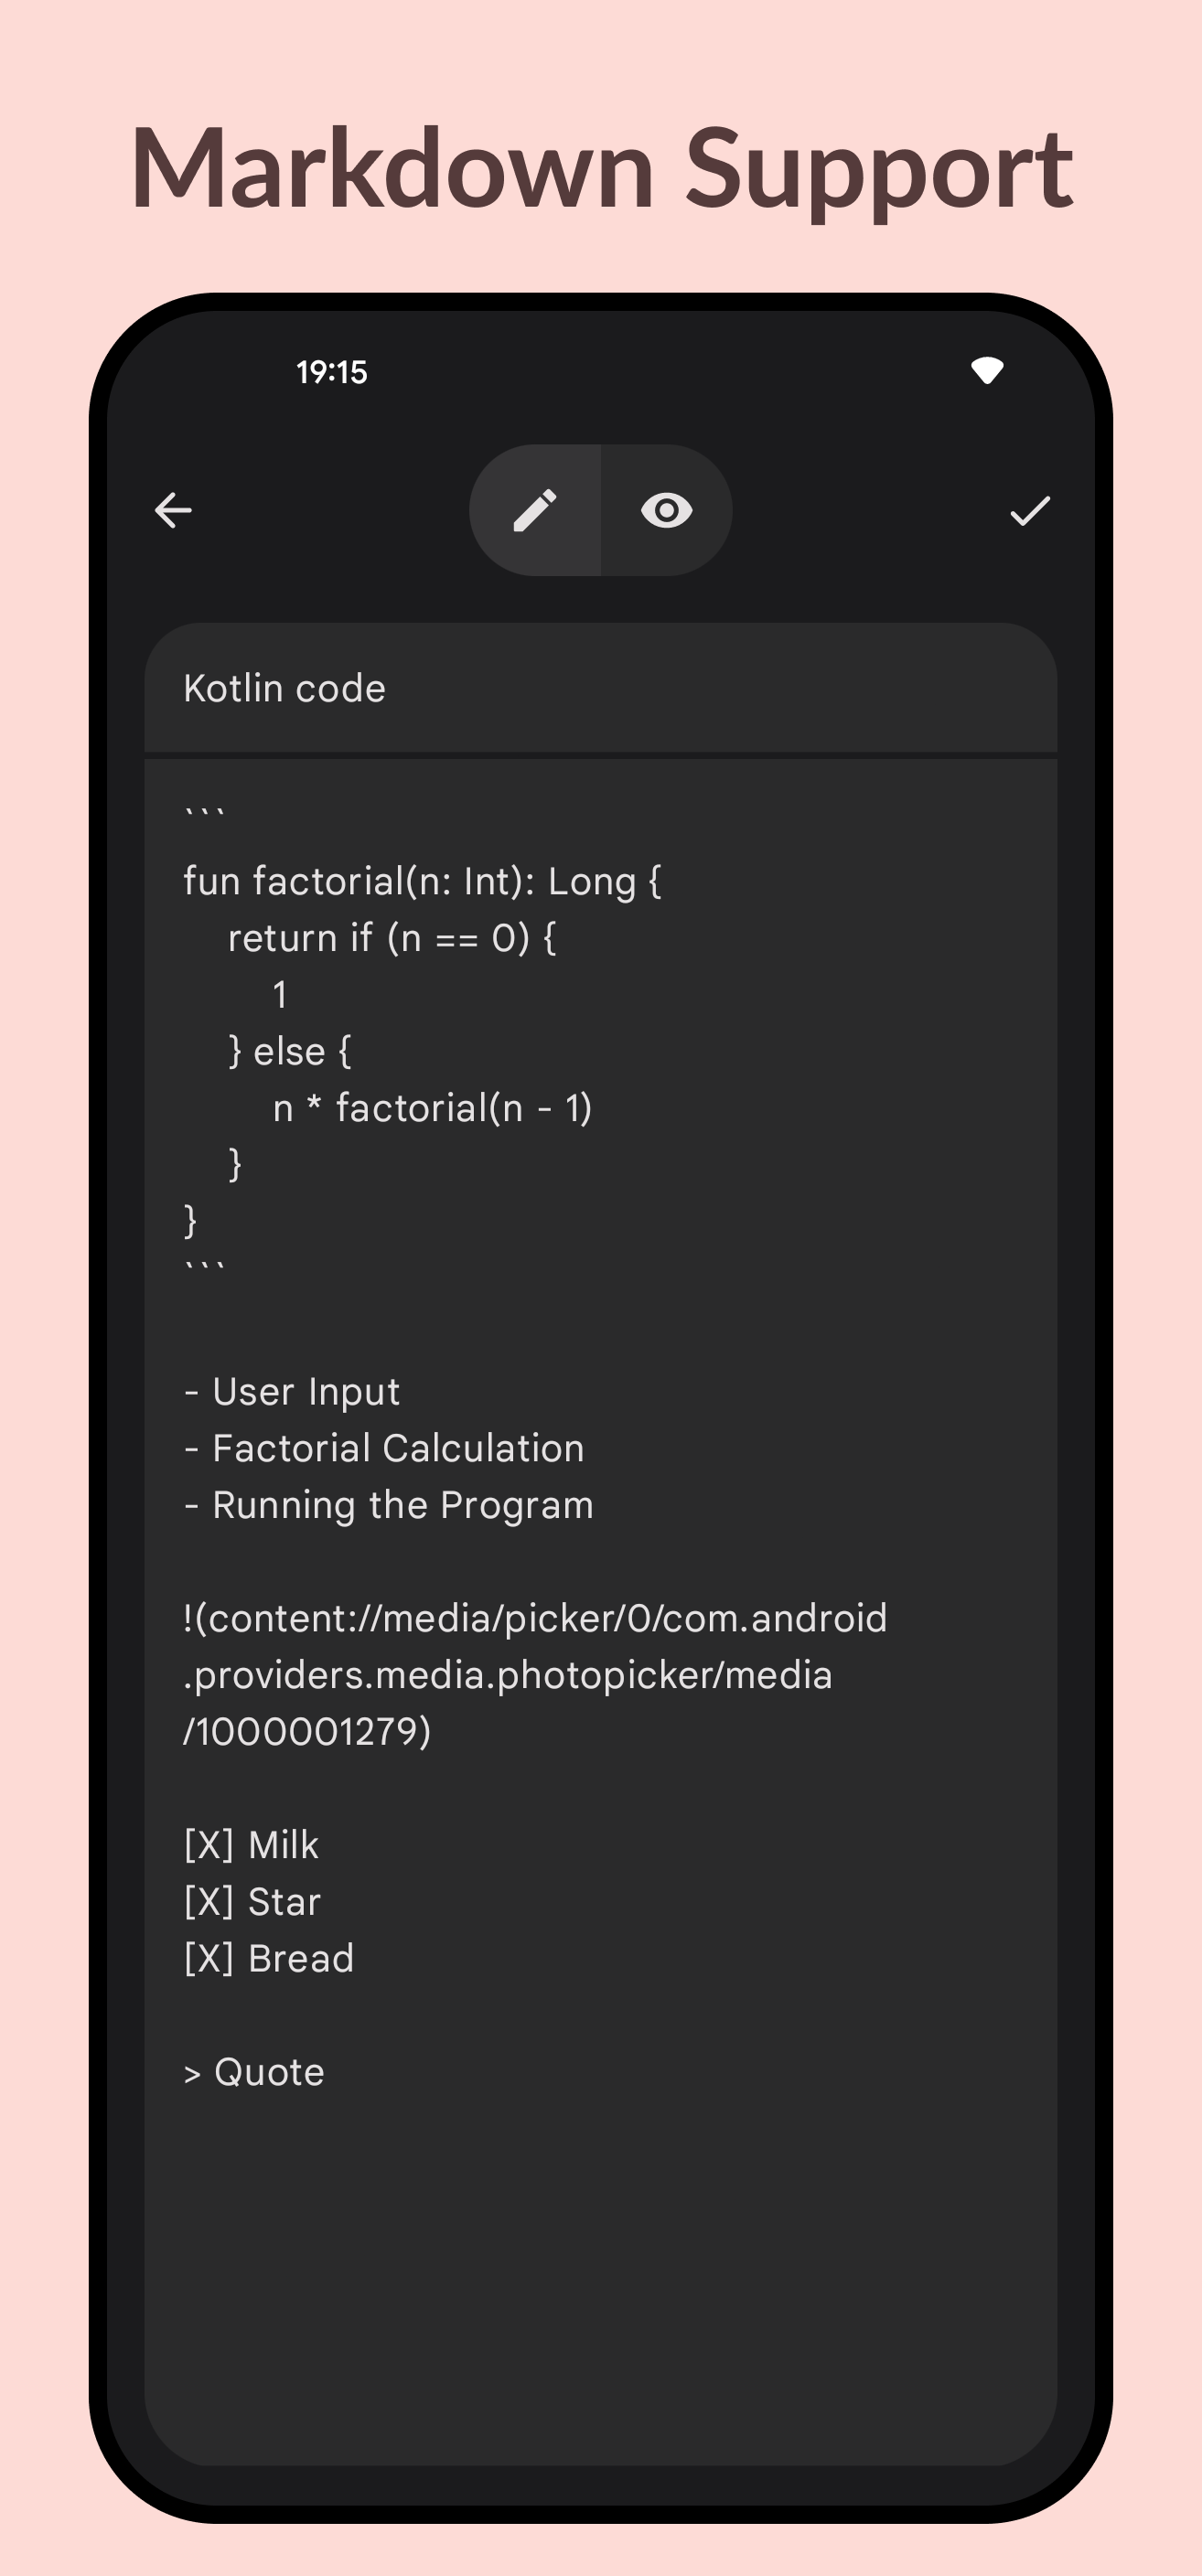 Markdown Support
19:15
Kotlin code
```
fun factorial(n: Int): Long {
    return if (n == 0) {
        1
    } else {
        n * factorial(n - 1)
    }
}
```
- User Input
- Factorial Calculation
- Running the Program
!(content://media/picker/0/com.android
.providers.media.photopicker/media
/1000001279)
[X] Milk
[X] Star
[X] Bread
> Quote